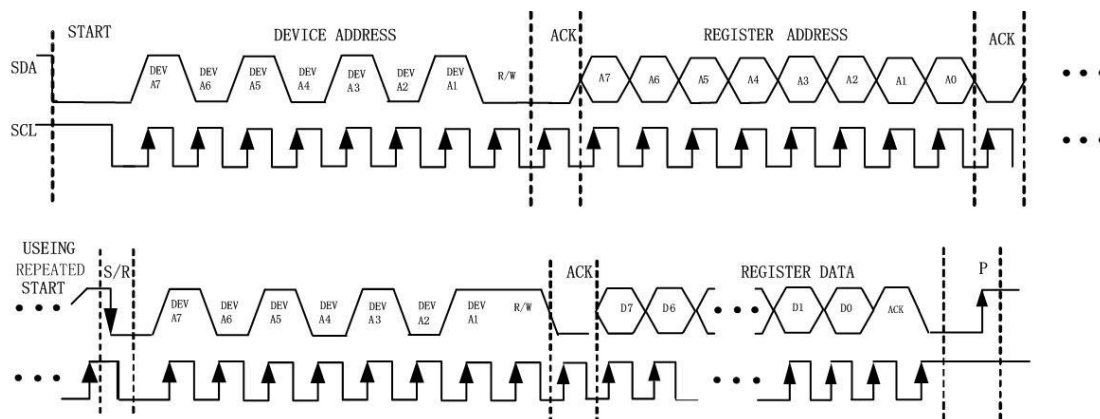 START DEVICE ADDRESS ACK REGISTER ADDRESS ACK
SDA DEV A7 DEV A6 DEV A5 DEV A4 DEV A3 DEV A2 DEV A1 R/W A7 A6 A5 A4 A3 A2 A1 A0
SCL
USEING
REPEATED
START
S/R ACK REGISTER DATA P
DEV A7 DEV A6 DEV A5 DEV A4 DEV A3 DEV A2 DEV A1 R/W D7 D6 D1 D0 ACK